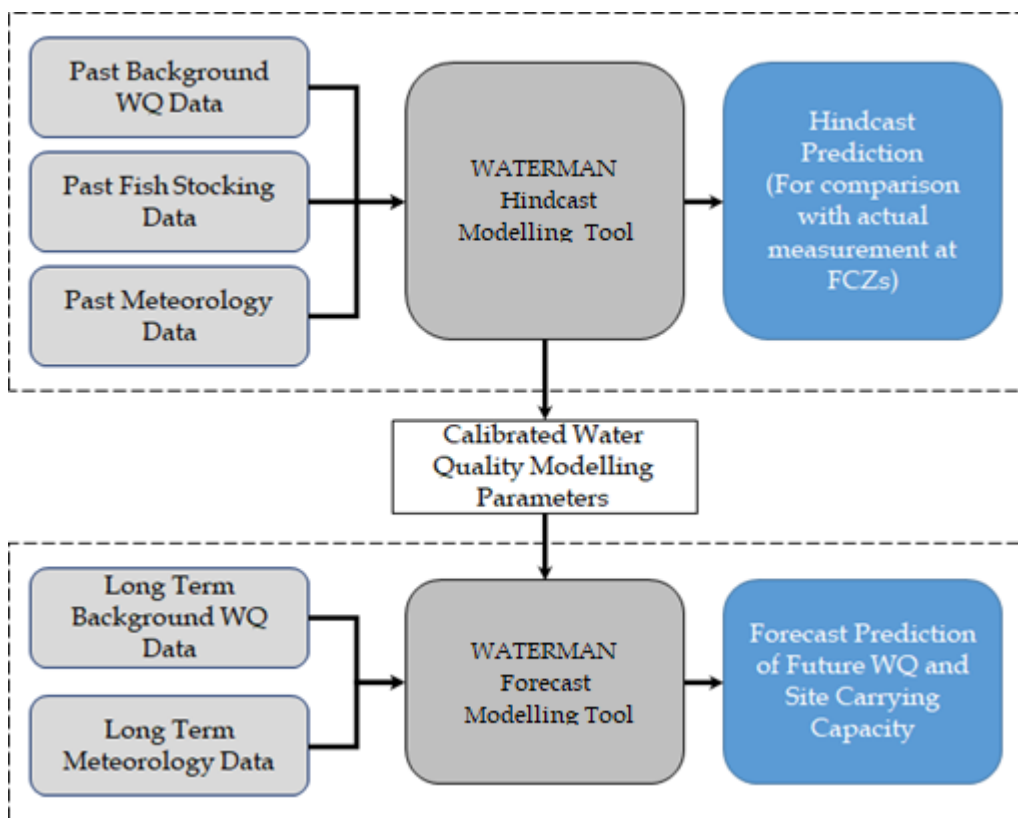 Past Background
WQ Data
Past Fish Stocking
Data
Past Meteorology
Data
WATERMAN
Hindcast
Modelling Tool
Hindcast
Prediction
(For comparison
with actual
measurement at
FCZs)
Calibrated Water
Quality Modelling
Parameters
Long Term
Background WQ
Data
Long Term
Meteorology Data
WATERMAN
Forecast
Modelling Tool
Forecast Prediction
of Future WQ and
Site Carrying
Capacity